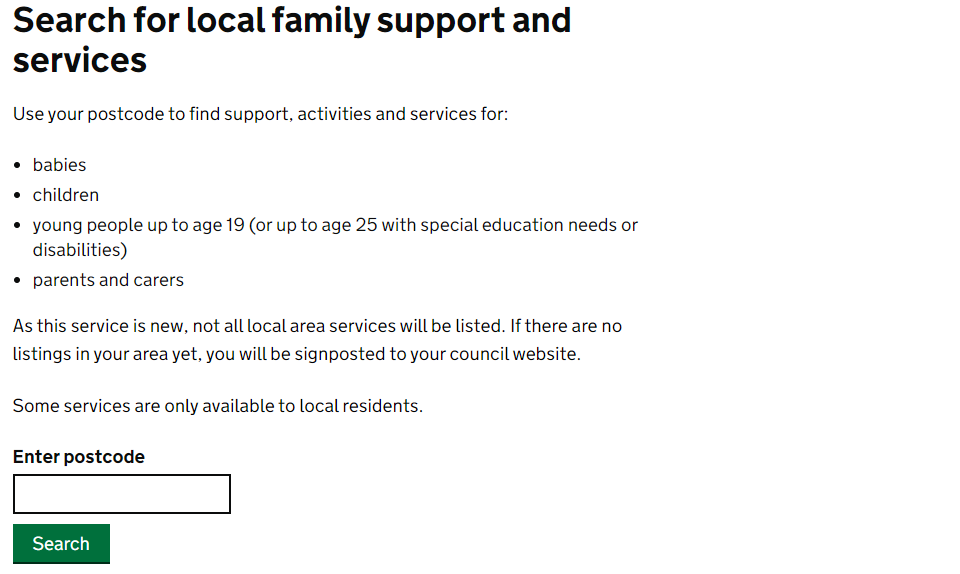 Search for local family support and
services
Use your postcode to find support, activities and services for:
• babies
• children
• young people up to age 19 (or up to age 25 with special education needs or
disabilities)
• parents and carers
As this service is new, not all local area services will be listed. If there are no
listings in your area yet, you will be signposted to your council website.
Some services are only available to local residents.
Enter postcode
Search